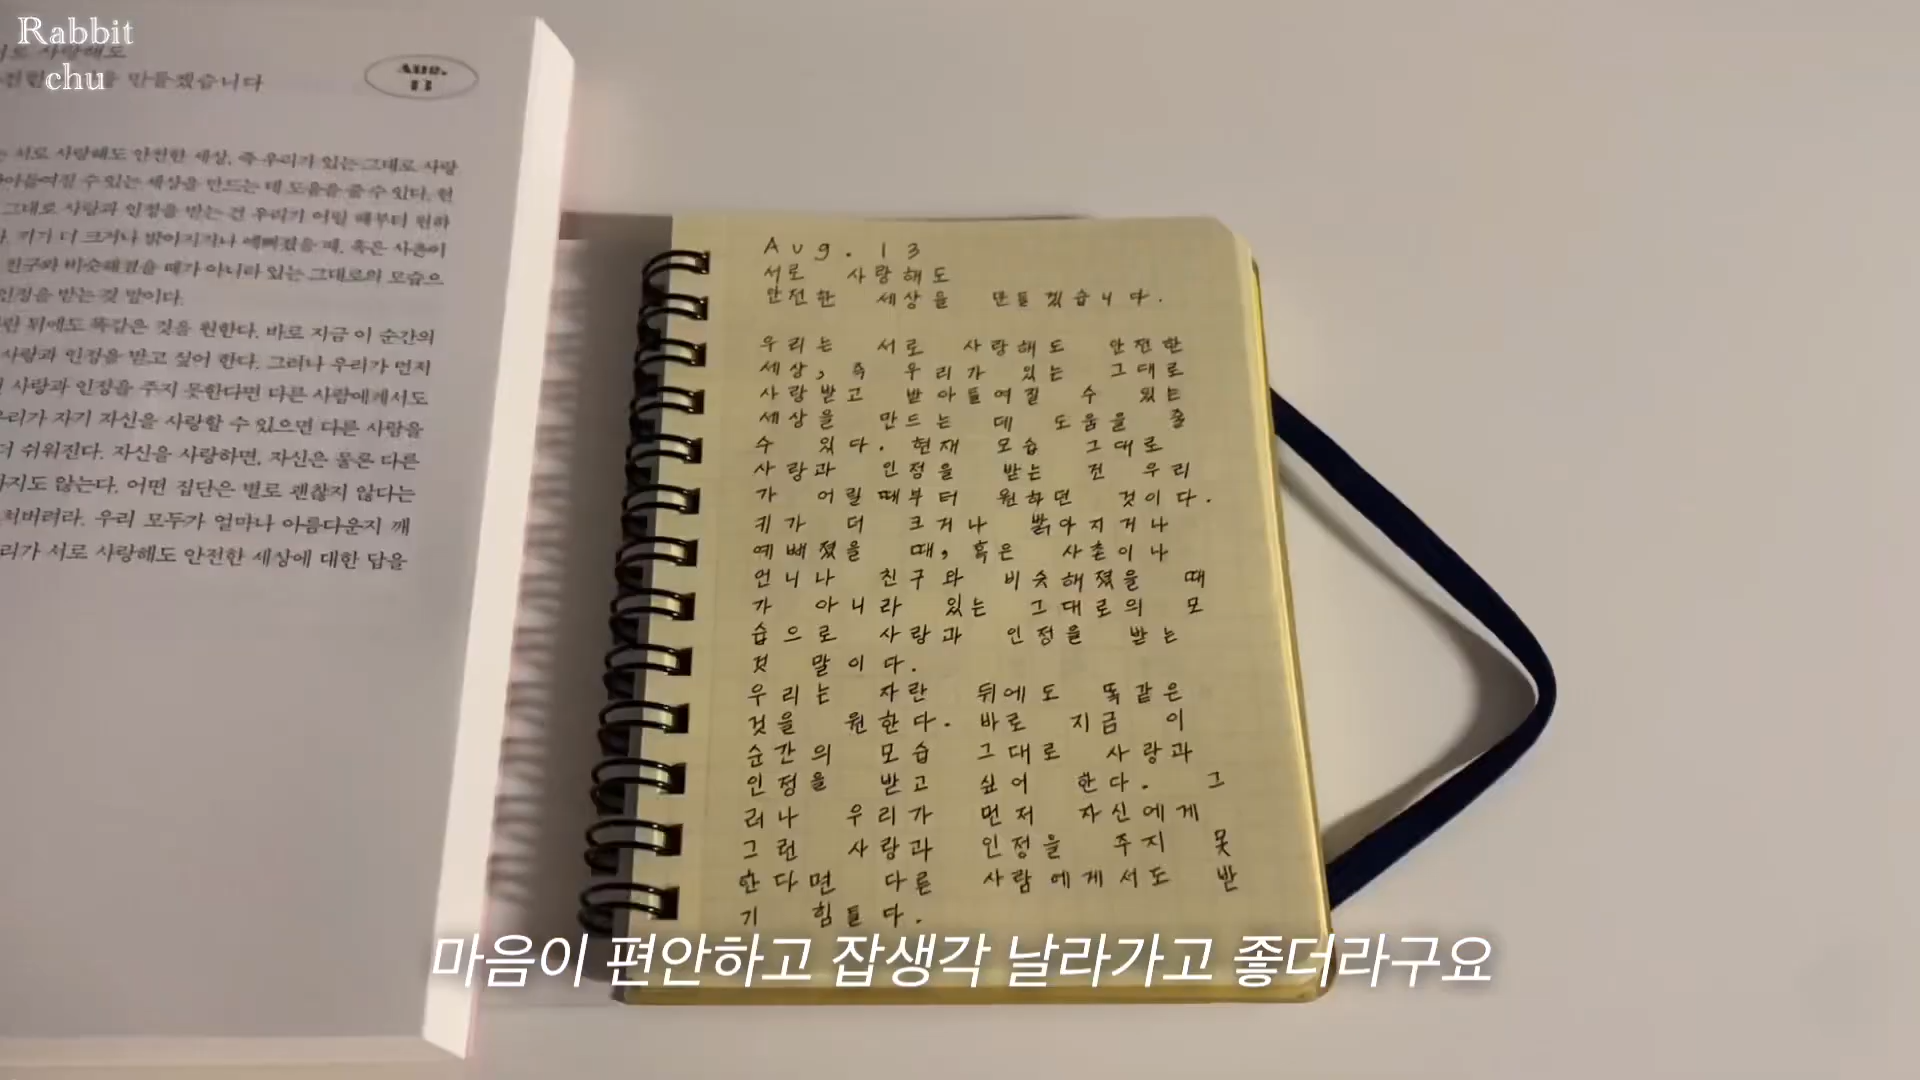 Rabbit
chu
서로 사랑해도
만들겠습니다
AUG.
13
서로 사랑해도 안전한 세상, 즉 우리가 있는 그대로 사랑
받아들여질 수 있는 세상을 만드는 데 도움을 줄 수 있다. 현
그대로 사랑과 인정을 받는 건 우리가 어릴 때부터 원하
키가 더 크거나 밝아지거나 예뻐졌을 때, 혹은 사촌이
친구와 비슷해졌을 때가 아니라 있는 그대로의 모습으
인정을 받는 것 말이다.
뒤에도 똑같은 것을 원한다. 바로 지금 이 순간의
사랑과 인정을 받고 싶어 한다. 그러나 우리가 먼저
사랑과 인정을 주지 못한다면 다른 사람에게서도
우리가 자기 자신을 사랑할 수 있으면 다른 사람을
더 쉬워진다. 자신을 사랑하면, 자신은 물론 다른
않는다. 어떤 집단은 별로 괜찮지 않다는
우리 모두가 얼마나 아름다운지 깨
서로 사랑해도 안전한 세상에 대한 답을
Aug. 13
서로 사랑해도
안전한 세상을 만들겠습니다.
우리는 서로 사랑해도 안전한
세상, 즉 우리가 있는 그대로
사랑받고 받아들여질 수 있는
세상을 만드는 데 도움을 줄
수 있다. 현재 모습 그대로
사랑과 인정을 받는 건 우리
가 어릴때부터 원하던 것이다.
키가 더 크거나 밝아지거나
예뻐졌을 때, 혹은 사촌이나
언니나 친구와 비슷해졌을 때
가 아니라 있는 그대로의 모
습으로 사랑과 인정을 받는
것 말이다.
우리는 자란 뒤에도 똑같은
것을 원한다. 바로 지금 이
순간의 모습 그대로 사랑과
인정을 받고 싶어 한다. 그
러나 우리가 먼저 자신에게
그런 사랑과 인정을 주지 못
한다면 다른 사람에게서도 받
기 힘들다.
마음이 편안하고 잡생각 날라가고 좋더라구요